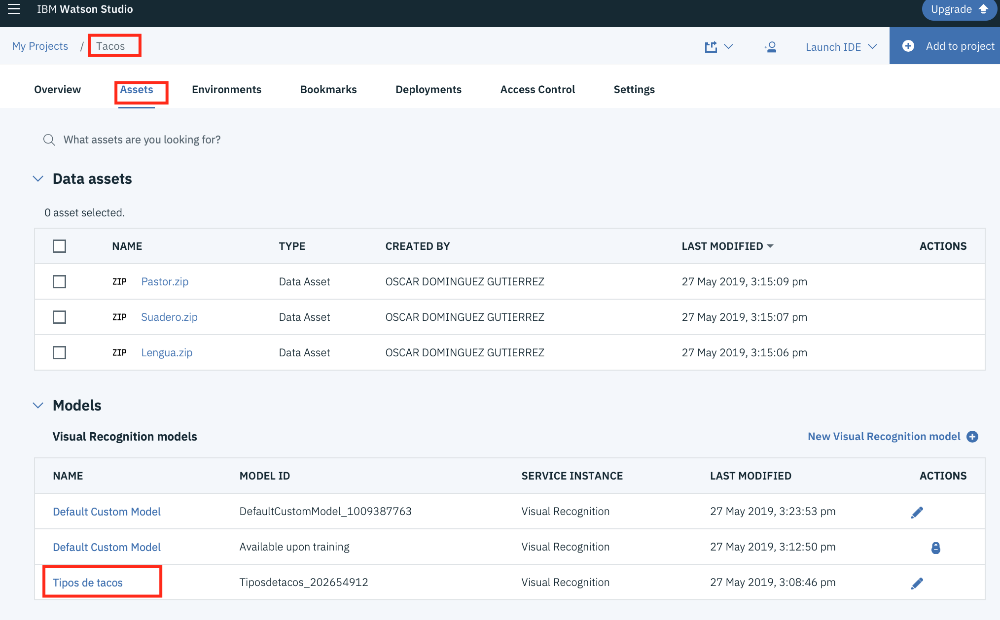 IBM Watson Studio
Upgrade
My Projects / Tacos
Launch IDE
Add to project
Overview Assets Environments Bookmarks Deployments Access Control Settings
What assets are you looking for?
Data assets
0 asset selected.
NAME TYPE CREATED BY LAST MODIFIED ACTIONS
ZIP Pastor.zip Data Asset OSCAR DOMINGUEZ GUTIERREZ 27 May 2019, 3:15:09 pm
ZIP Suadero.zip Data Asset OSCAR DOMINGUEZ GUTIERREZ 27 May 2019, 3:15:07 pm
ZIP Lengua.zip Data Asset OSCAR DOMINGUEZ GUTIERREZ 27 May 2019, 3:15:06 pm
Models
Visual Recognition models
New Visual Recognition model
NAME MODEL ID SERVICE INSTANCE LAST MODIFIED ACTIONS
Default Custom Model DefaultCustomModel_1009387763 Visual Recognition 27 May 2019, 3:23:53 pm
Default Custom Model Available upon training Visual Recognition 27 May 2019, 3:12:50 pm
Tipos de tacos Tiposdetacos_202654912 Visual Recognition 27 May 2019, 3:08:46 pm